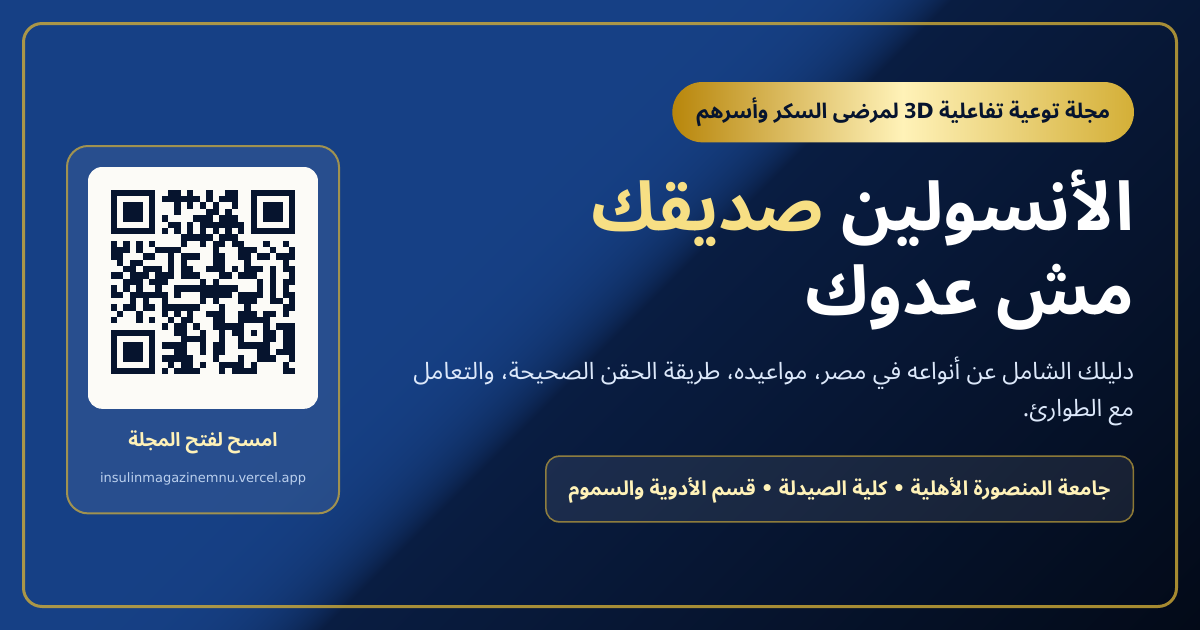 مجلة توعية تفاعلية 3D لمرضى السكر وأسرهم
الأنسولين صديقك
مش عدوك
دليلك الشامل عن أنواعه في مصر، مواعيده، طريقة الحقن الصحيحة، والتعامل
مع الطوارئ.
جامعة المنصورة الأهلية • كلية الصيدلة • قسم الأدوية والسموم
امسح لفتح المجلة
insulinmagazinemnu.vercel.app